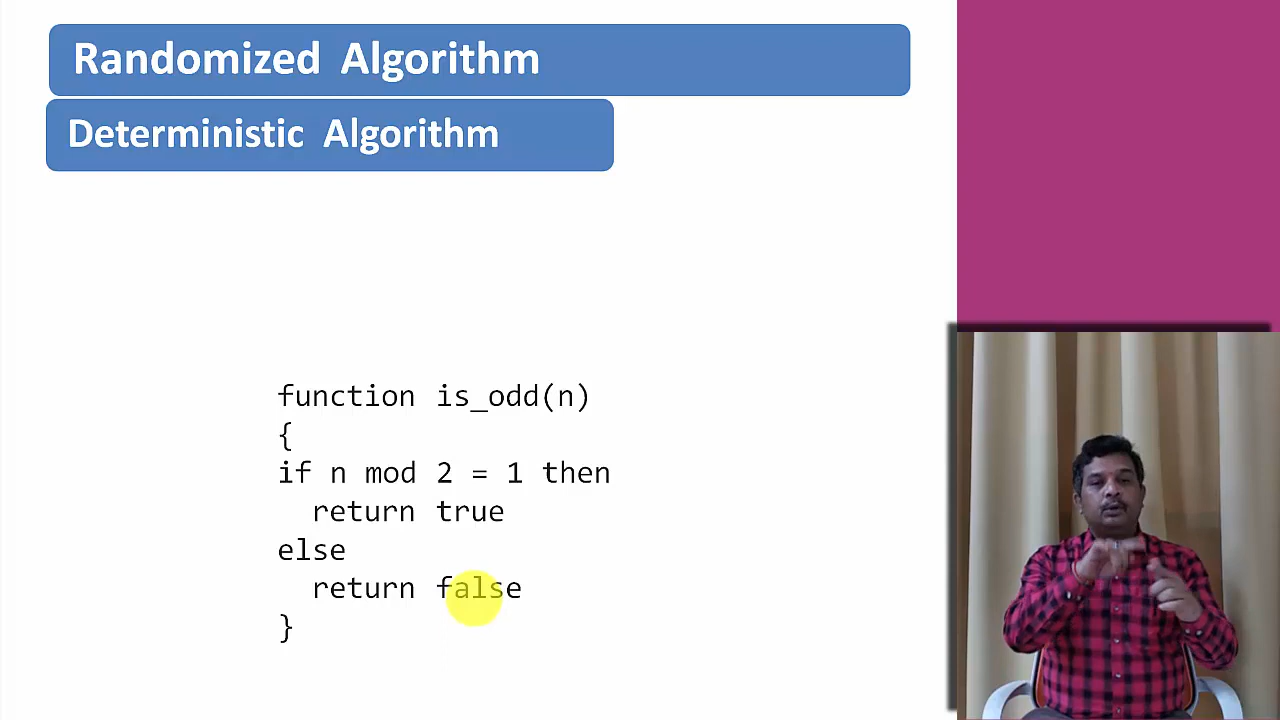 Randomized Algorithm
Deterministic Algorithm
function is_odd(n)
{
if n mod 2 = 1 then
return true
else
return false
}